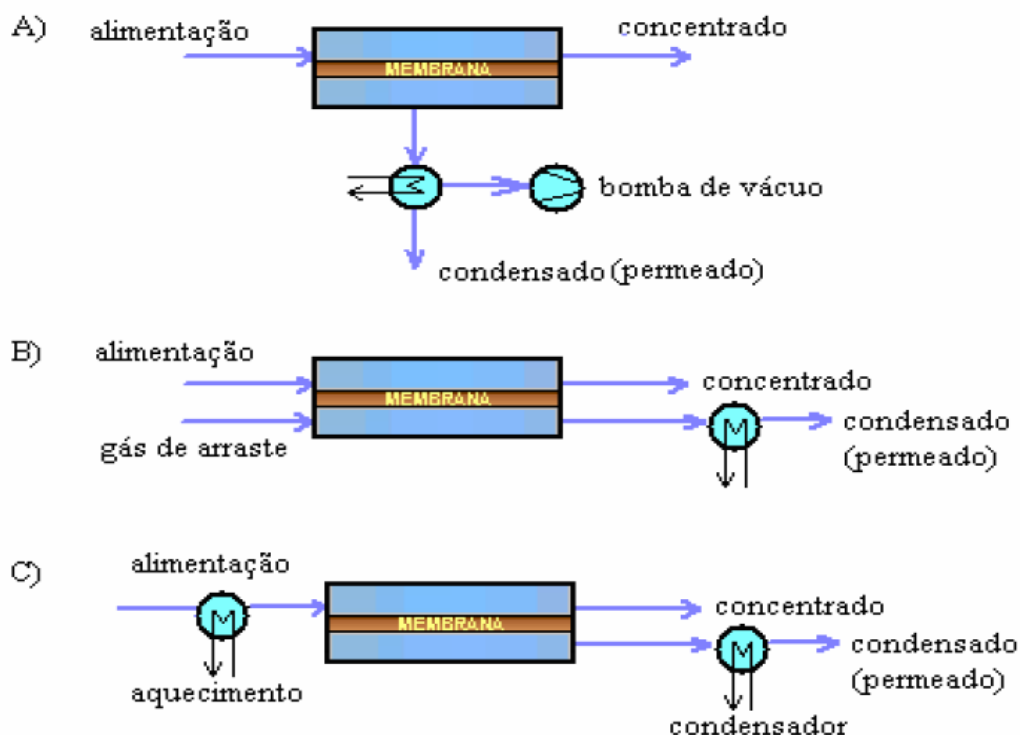 A)
alimentação
concentrado
MEMBRANA
bomba de vácuo
condensado (permeado)
B)
alimentação
concentrado
MEMBRANA
gás de arraste
condensado
(permeado)
C)
alimentação
concentrado
MEMBRANA
condensado
(permeado)
aquecimento
condensador